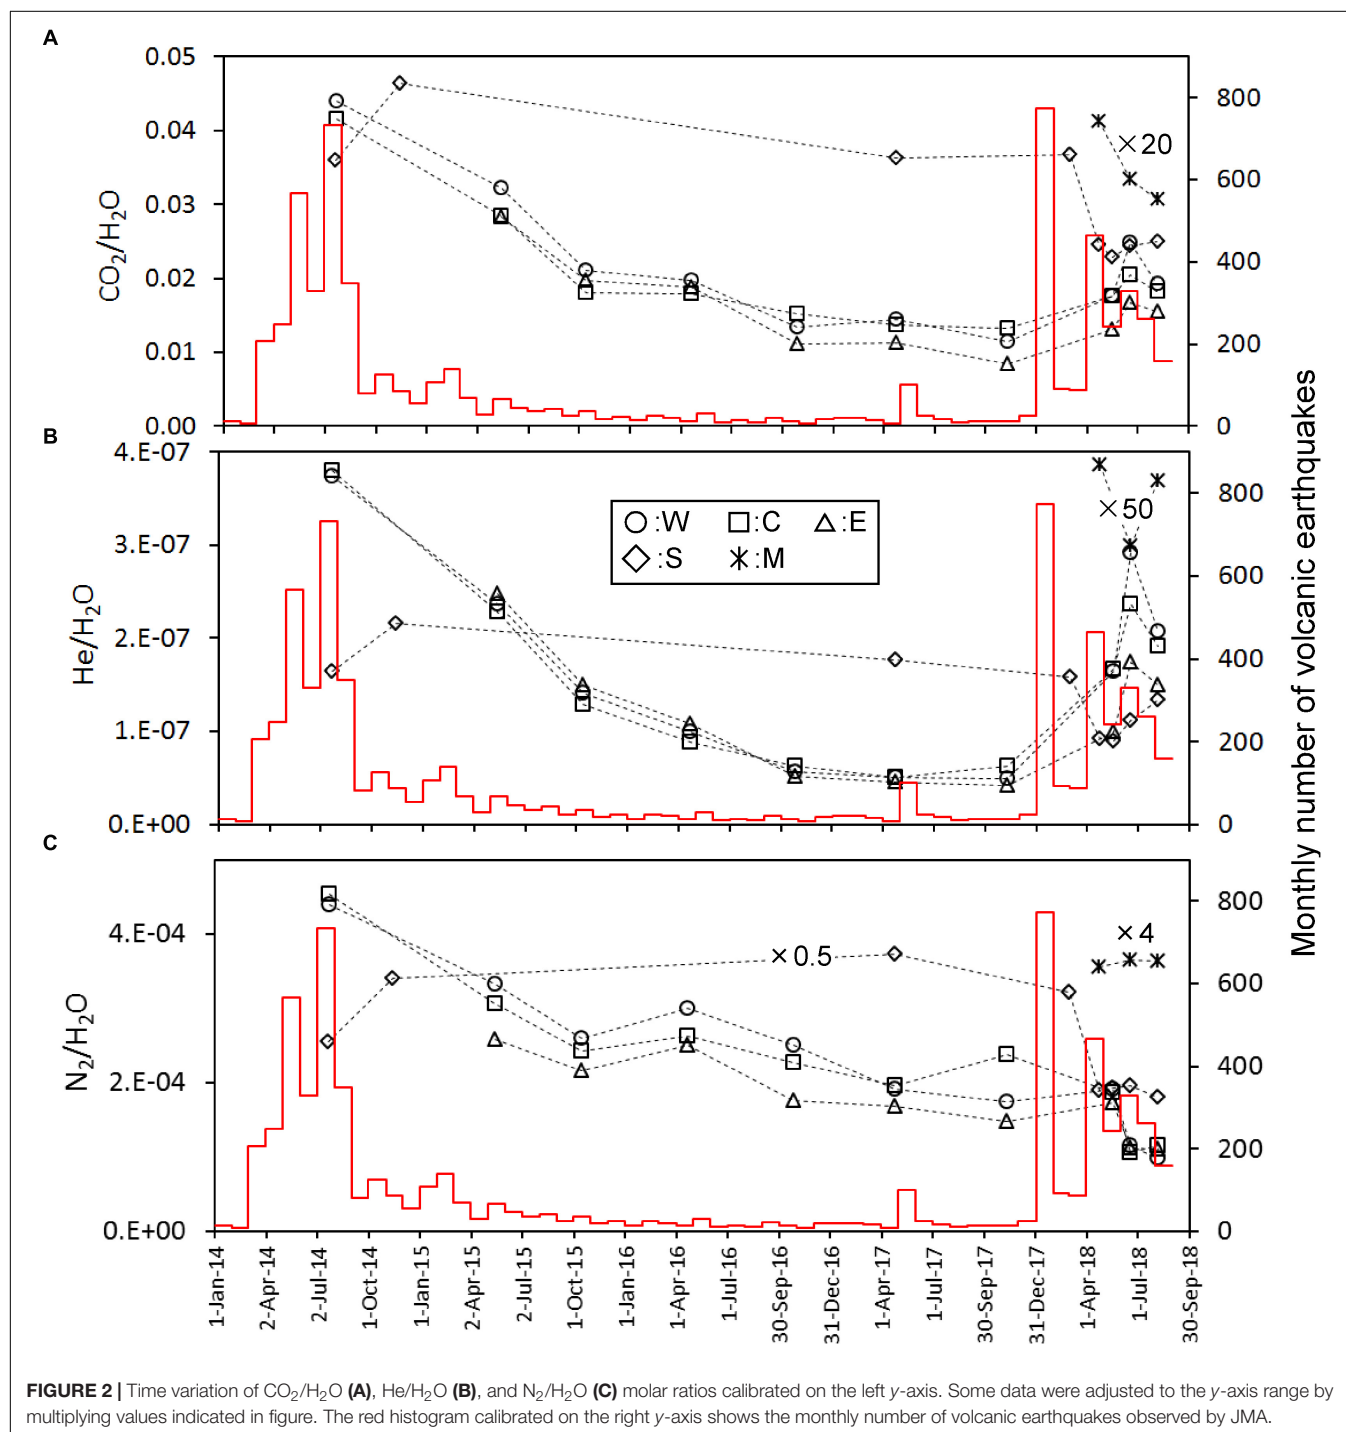 A
0.05
0.04
0.03
0.02
0.01
0.00
CO2/H2O
800
600
400
200
0
×20
B
4.E-07
3.E-07
2.E-07
1.E-07
0.E+00
He/H2O
800
600
400
200
0
×50
:W :C :E
:S :M
Monthly number of volcanic earthquakes
C
4.E-04
2.E-04
0.E+00
N2/H2O
800
600
400
200
0
×0.5
×4
1-Jan-14
2-Apr-14
2-Jul-14
1-Oct-14
1-Jan-15
2-Apr-15
2-Jul-15
1-Oct-15
1-Jan-16
1-Apr-16
1-Jul-16
30-Sep-16
31-Dec-16
1-Apr-17
1-Jul-17
30-Sep-17
31-Dec-17
1-Apr-18
1-Jul-18
30-Sep-18
FIGURE 2 | Time variation of CO2/H2O (A), He/H2O (B), and N2/H2O (C) molar ratios calibrated on the left y-axis. Some data were adjusted to the y-axis range by
multiplying values indicated in figure. The red histogram calibrated on the right y-axis shows the monthly number of volcanic earthquakes observed by JMA.